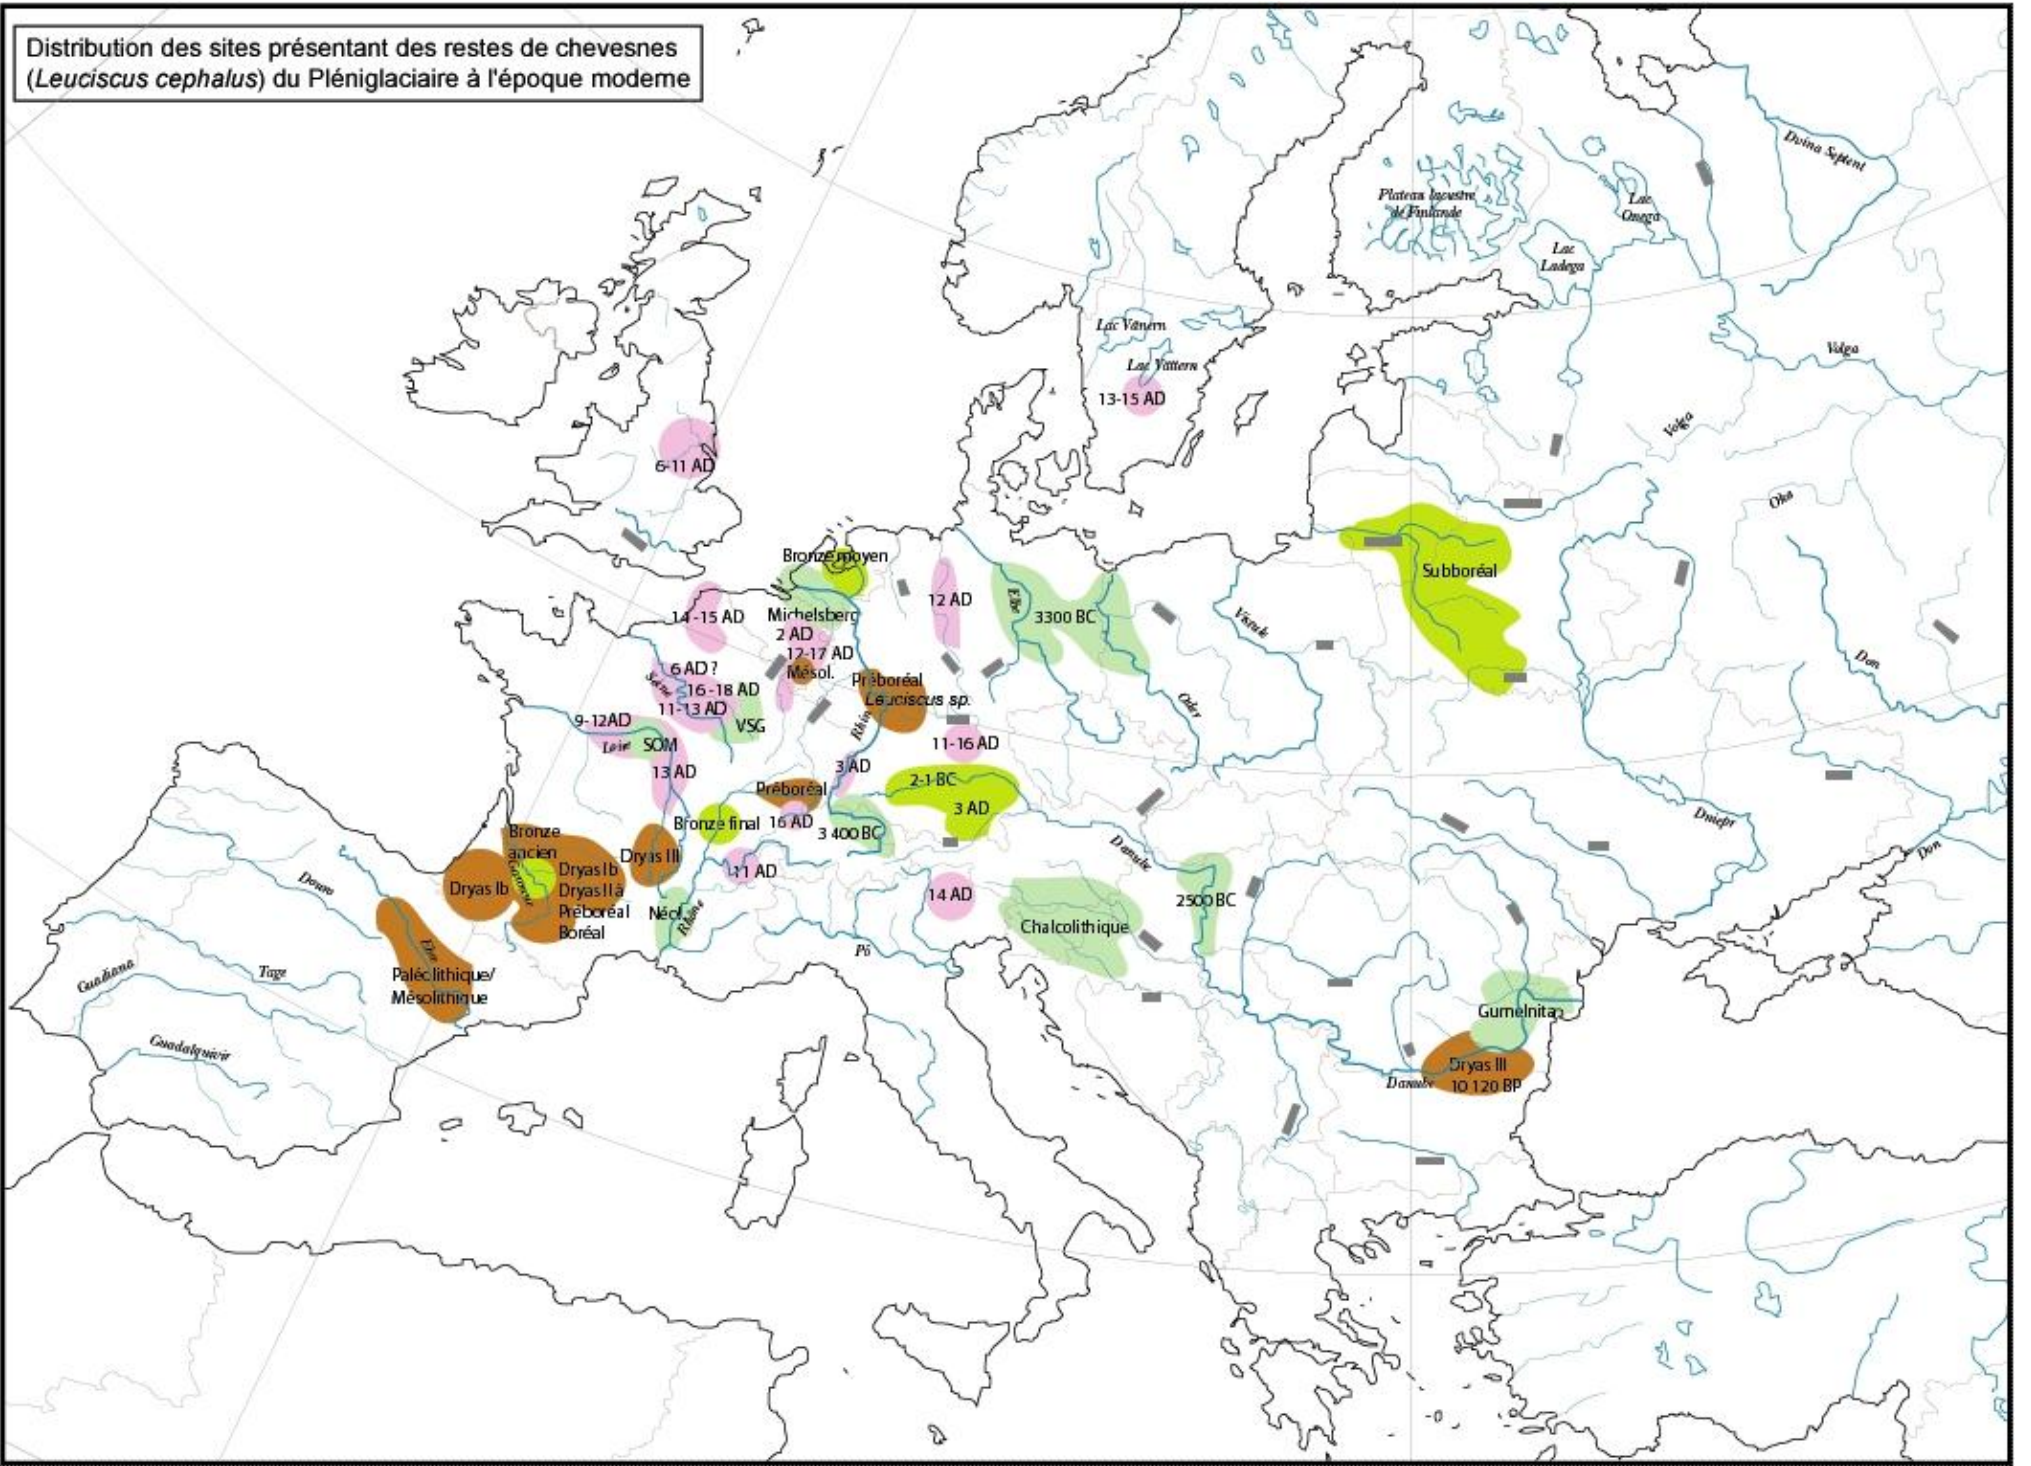 Distribution des sites présentant des restes de chevesnes
(Leuciscus cephalus) du Pléniglaciaire à l'époque moderne
Dvina Septent
Plateau lacustre
de Finlande
Lac
Onega
Lac
Ladega
Lac Vänern
Lac Vattern
13-15 AD
Volga
Volga
6-11 AD
Oka
Bronze moyen
Subboréal
14-15 AD
Michelsberg
12 AD
Elbe
3300 BC
Vistule
2 AD
12-17 AD
Mésol.
6 AD ?
Seine
16-18 AD
11-13 AD
VSG
Préboréal
Leuciscus sp.
Rhin
Oder
Don
9-12AD
Loire
SOM
13 AD
11-16 AD
3 AD
2-1 BC
3 AD
Préboréal
Bronze final
16 AD
3 400 BC
Danube
Dniepr
Don
Bronze
ancien
Garonne
Dryas Ib
Dryas Ib
Dryas II à
Préboréal
Boréal
Dryas III
11 AD
14 AD
2500 BC
Douro
Néol.
Rhône
Chalcolithique
Ebre
Pô
Paléolithique/
Mésolithique
Guadiana
Tage
Guadalquivir
Gumelnita
Dryas III
10 120 BP
Danube